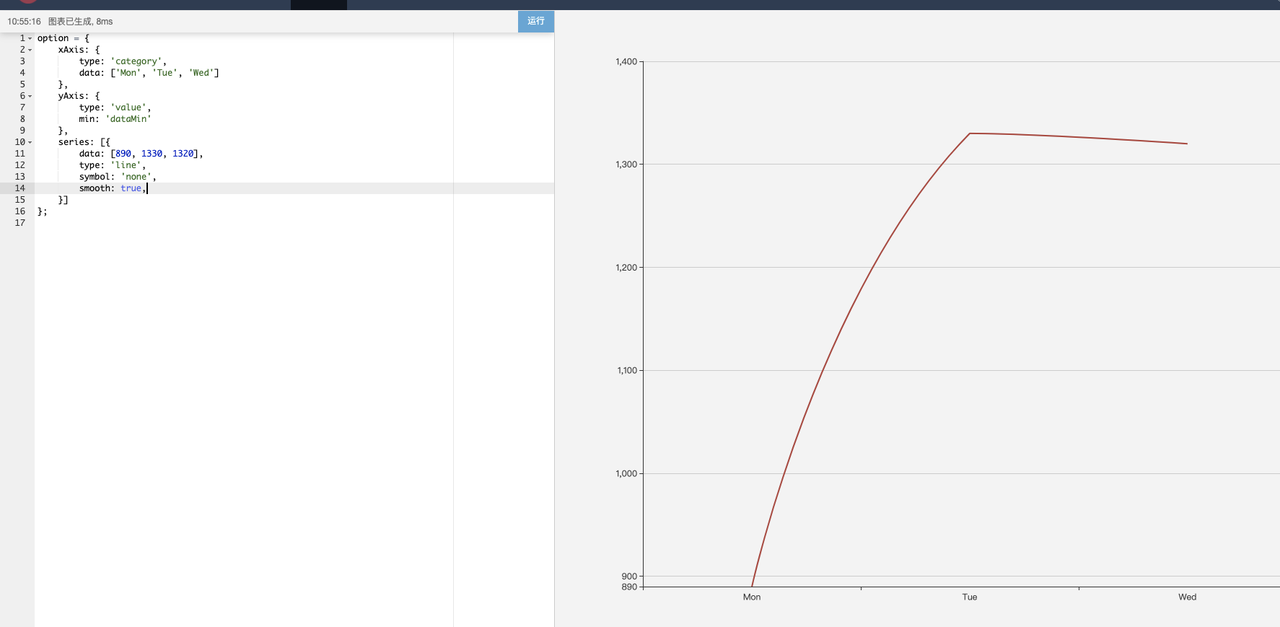 10:55:16 图表已生成, 8ms
运行
1 option = {
2 xAxis: {
3 type: 'category',
4 data: ['Mon', 'Tue', 'Wed']
5 },
6 yAxis: {
7 type: 'value',
8 min: 'dataMin'
9 },
10 series: [{
11 data: [890, 1330, 1320],
12 type: 'line',
13 symbol: 'none',
14 smooth: true,
15 }]
16 };
17
1,400
1,300
1,200
1,100
1,000
900
890
Mon Tue Wed